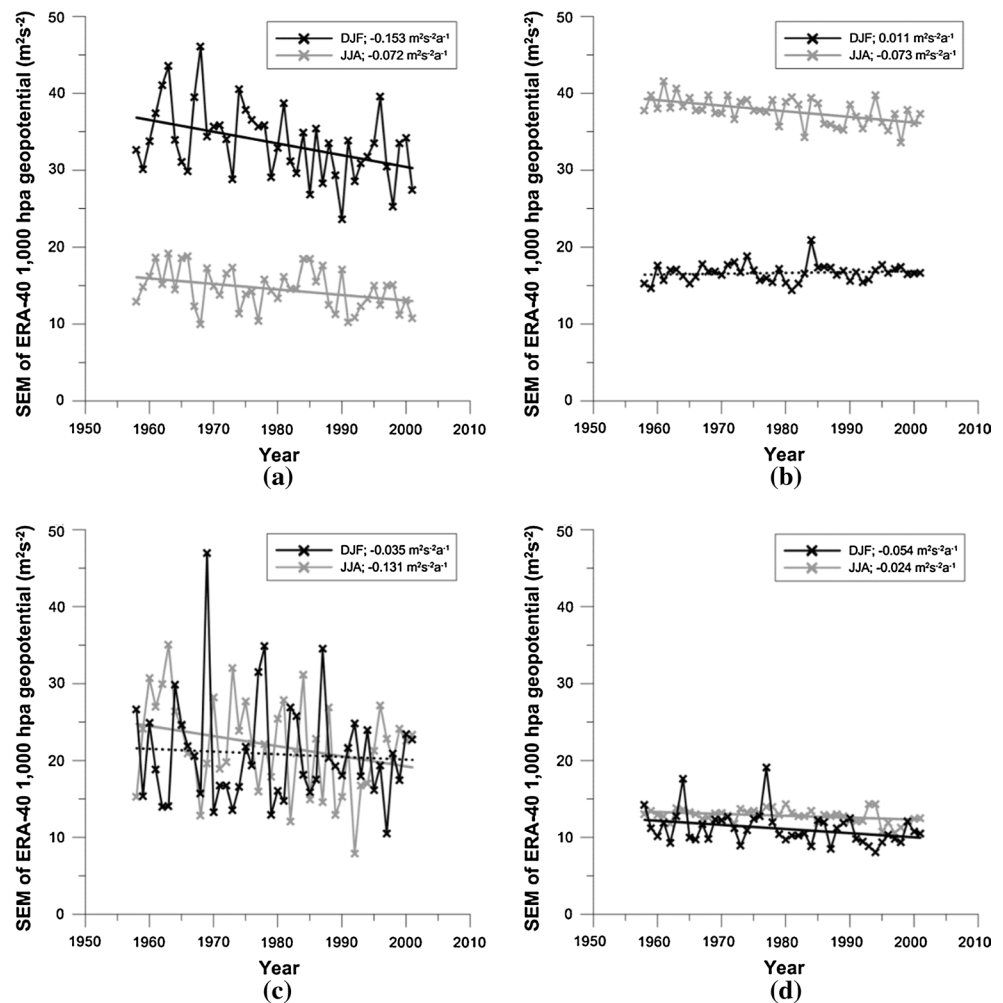 SEM of ERA-40 1,000 hpa geopotential (m²s⁻²)
50
40
30
20
10
0
DJF; -0.153 m²s⁻²a⁻¹
JJA; -0.072 m²s⁻²a⁻¹
1950 1960 1970 1980 1990 2000 2010
Year
(a)
SEM of ERA-40 1,000 hpa geopotential (m²s⁻²)
50
40
30
20
10
0
DJF; 0.011 m²s⁻²a⁻¹
JJA; -0.073 m²s⁻²a⁻¹
1950 1960 1970 1980 1990 2000 2010
Year
(b)
SEM of ERA-40 1,000 hpa geopotential (m²s⁻²)
50
40
30
20
10
0
DJF; -0.035 m²s⁻²a⁻¹
JJA; -0.131 m²s⁻²a⁻¹
1950 1960 1970 1980 1990 2000 2010
Year
(c)
SEM of ERA-40 1,000 hpa geopotential (m²s⁻²)
50
40
30
20
10
0
DJF; -0.054 m²s⁻²a⁻¹
JJA; -0.024 m²s⁻²a⁻¹
1950 1960 1970 1980 1990 2000 2010
Year
(d)